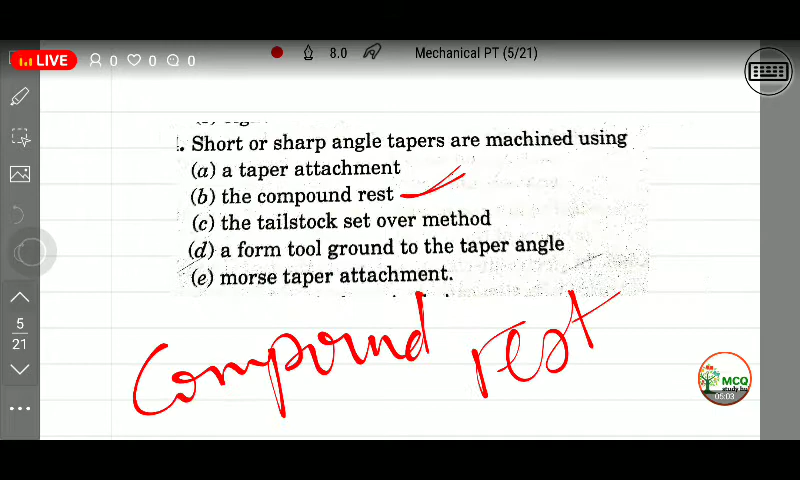 LIVE 0 0 0 8.0 Mechanical PT (5/21)
. Short or sharp angle tapers are machined using
(a) a taper attachment
(b) the compound rest
(c) the tailstock set over method
(d) a form tool ground to the taper angle
(e) morse taper attachment.
5
21
Compound rest
MCQ
study hub
05:03